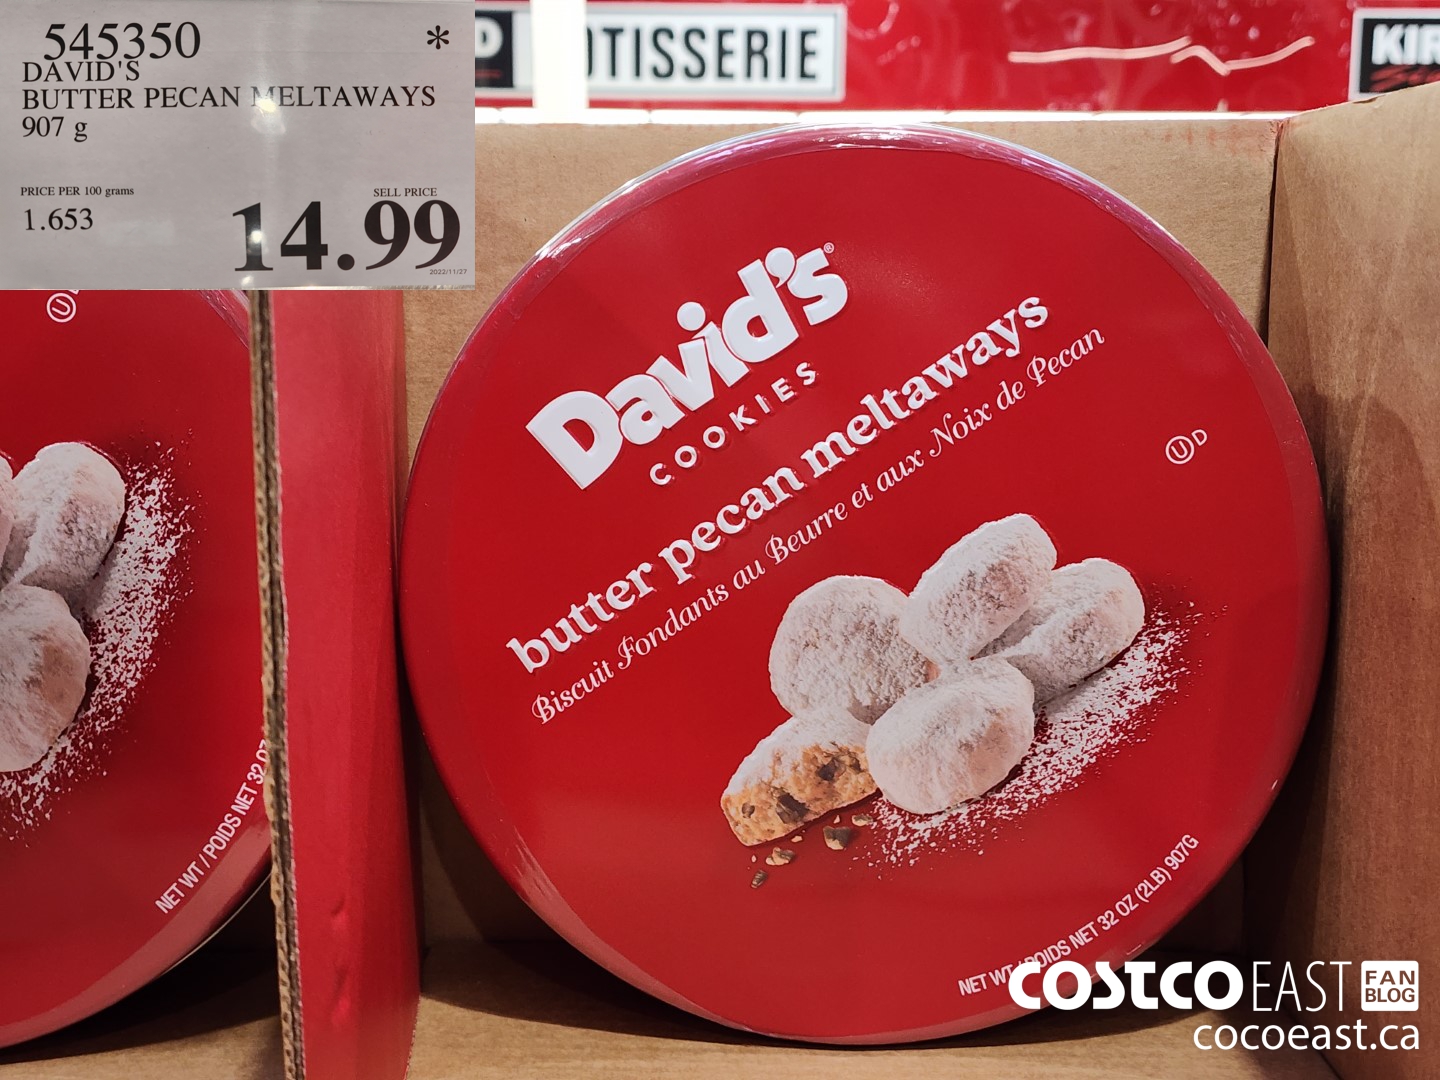 545350 *
DAVID'S
BUTTER PECAN MELTAWAYS
907 g
PRICE PER 100 grams
1.653
SELL PRICE
14.99
2022/11/27
OTISSERIE
David's®
COOKIES
butter pecan meltaways
Biscuit Fondants au Beurre et aux Noix de Pecan
U D
NET WT / POIDS NET 32 OZ (2LB) 907G
U
NET WT / POIDS NET 32 OZ
COSTCO EAST FAN BLOG
cocoeast.ca